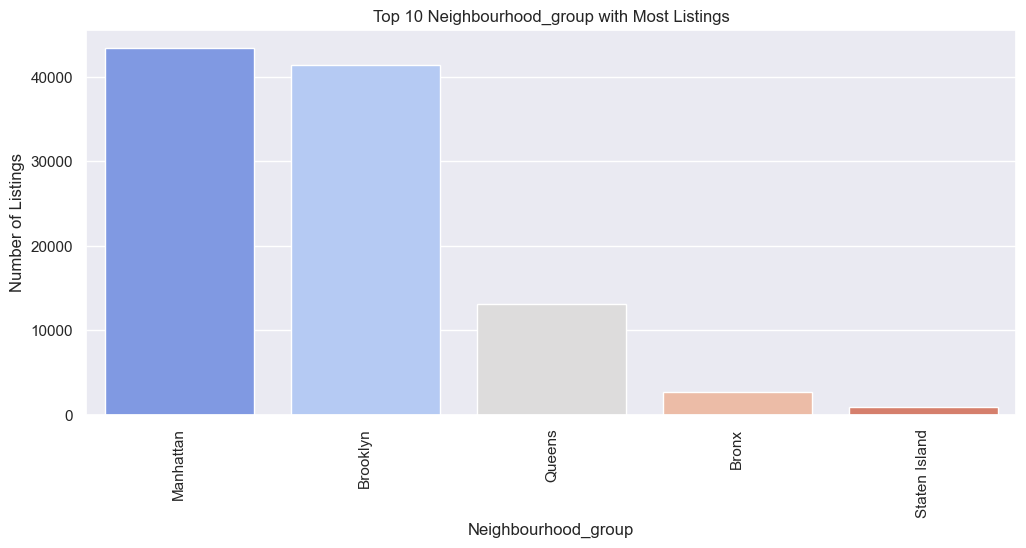 Top 10 Neighbourhood_group with Most Listings
Number of Listings
40000
30000
20000
10000
0
Manhattan
Brooklyn
Queens
Bronx
Staten Island
Neighbourhood_group